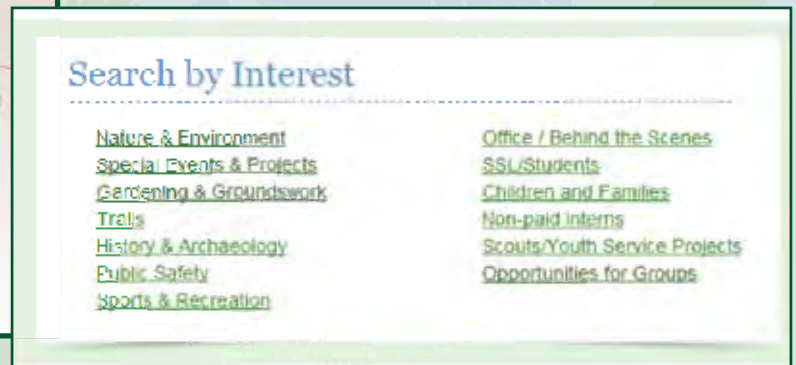 Search by Interest
Nature & Environment
Special Events & Projects
Gardening & Groundswork
Trails
History & Archaeology
Public Safety
Sports & Recreation
Office / Behind the Scenes
SSL/Students
Children and Families
Non-paid Interns
Scouts/Youth Service Projects
Opportunities for Groups